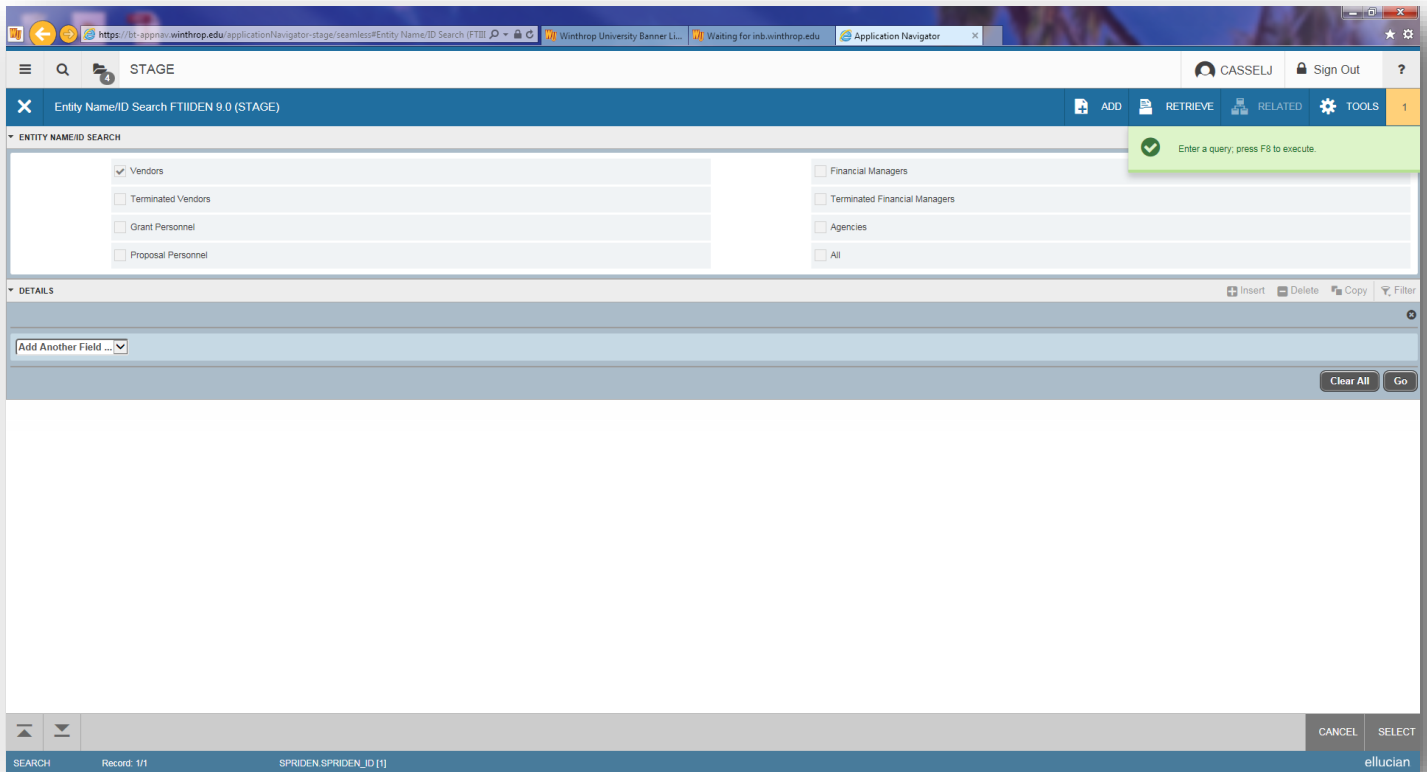 https://bt-appnav.winthrop.edu/applicationNavigator-stage/seamless#Entity Name/ID Search (FTIII
Winthrop University Banner Li...
Waiting for inb.winthrop.edu
Application Navigator
4
STAGE
CASSELJ
Sign Out
?
Entity Name/ID Search FTIIDEN 9.0 (STAGE)
ADD
RETRIEVE
RELATED
TOOLS
1
ENTITY NAME/ID SEARCH
Enter a query; press F8 to execute.
Vendors
Financial Managers
Terminated Vendors
Terminated Financial Managers
Grant Personnel
Agencies
Proposal Personnel
All
DETAILS
Insert
Delete
Copy
Filter
Add Another Field ...
Clear All
Go
CANCEL
SELECT
SEARCH
Record: 1/1
SPRIDEN.SPRIDEN_ID [1]
ellucian